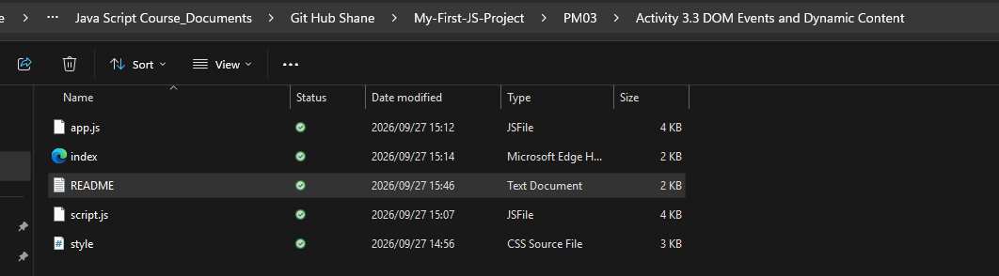 e > ... Java Script Course_Documents > Git Hub Shane > My-First-JS-Project > PM03 > Activity 3.3 DOM Events and Dynamic Content
Sort View ...
Name Status Date modified Type Size
app.js 2026/09/27 15:12 JSFile 4 KB
index 2026/09/27 15:14 Microsoft Edge H... 2 KB
README 2026/09/27 15:46 Text Document 2 KB
script.js 2026/09/27 15:07 JSFile 4 KB
style 2026/09/27 14:56 CSS Source File 3 KB